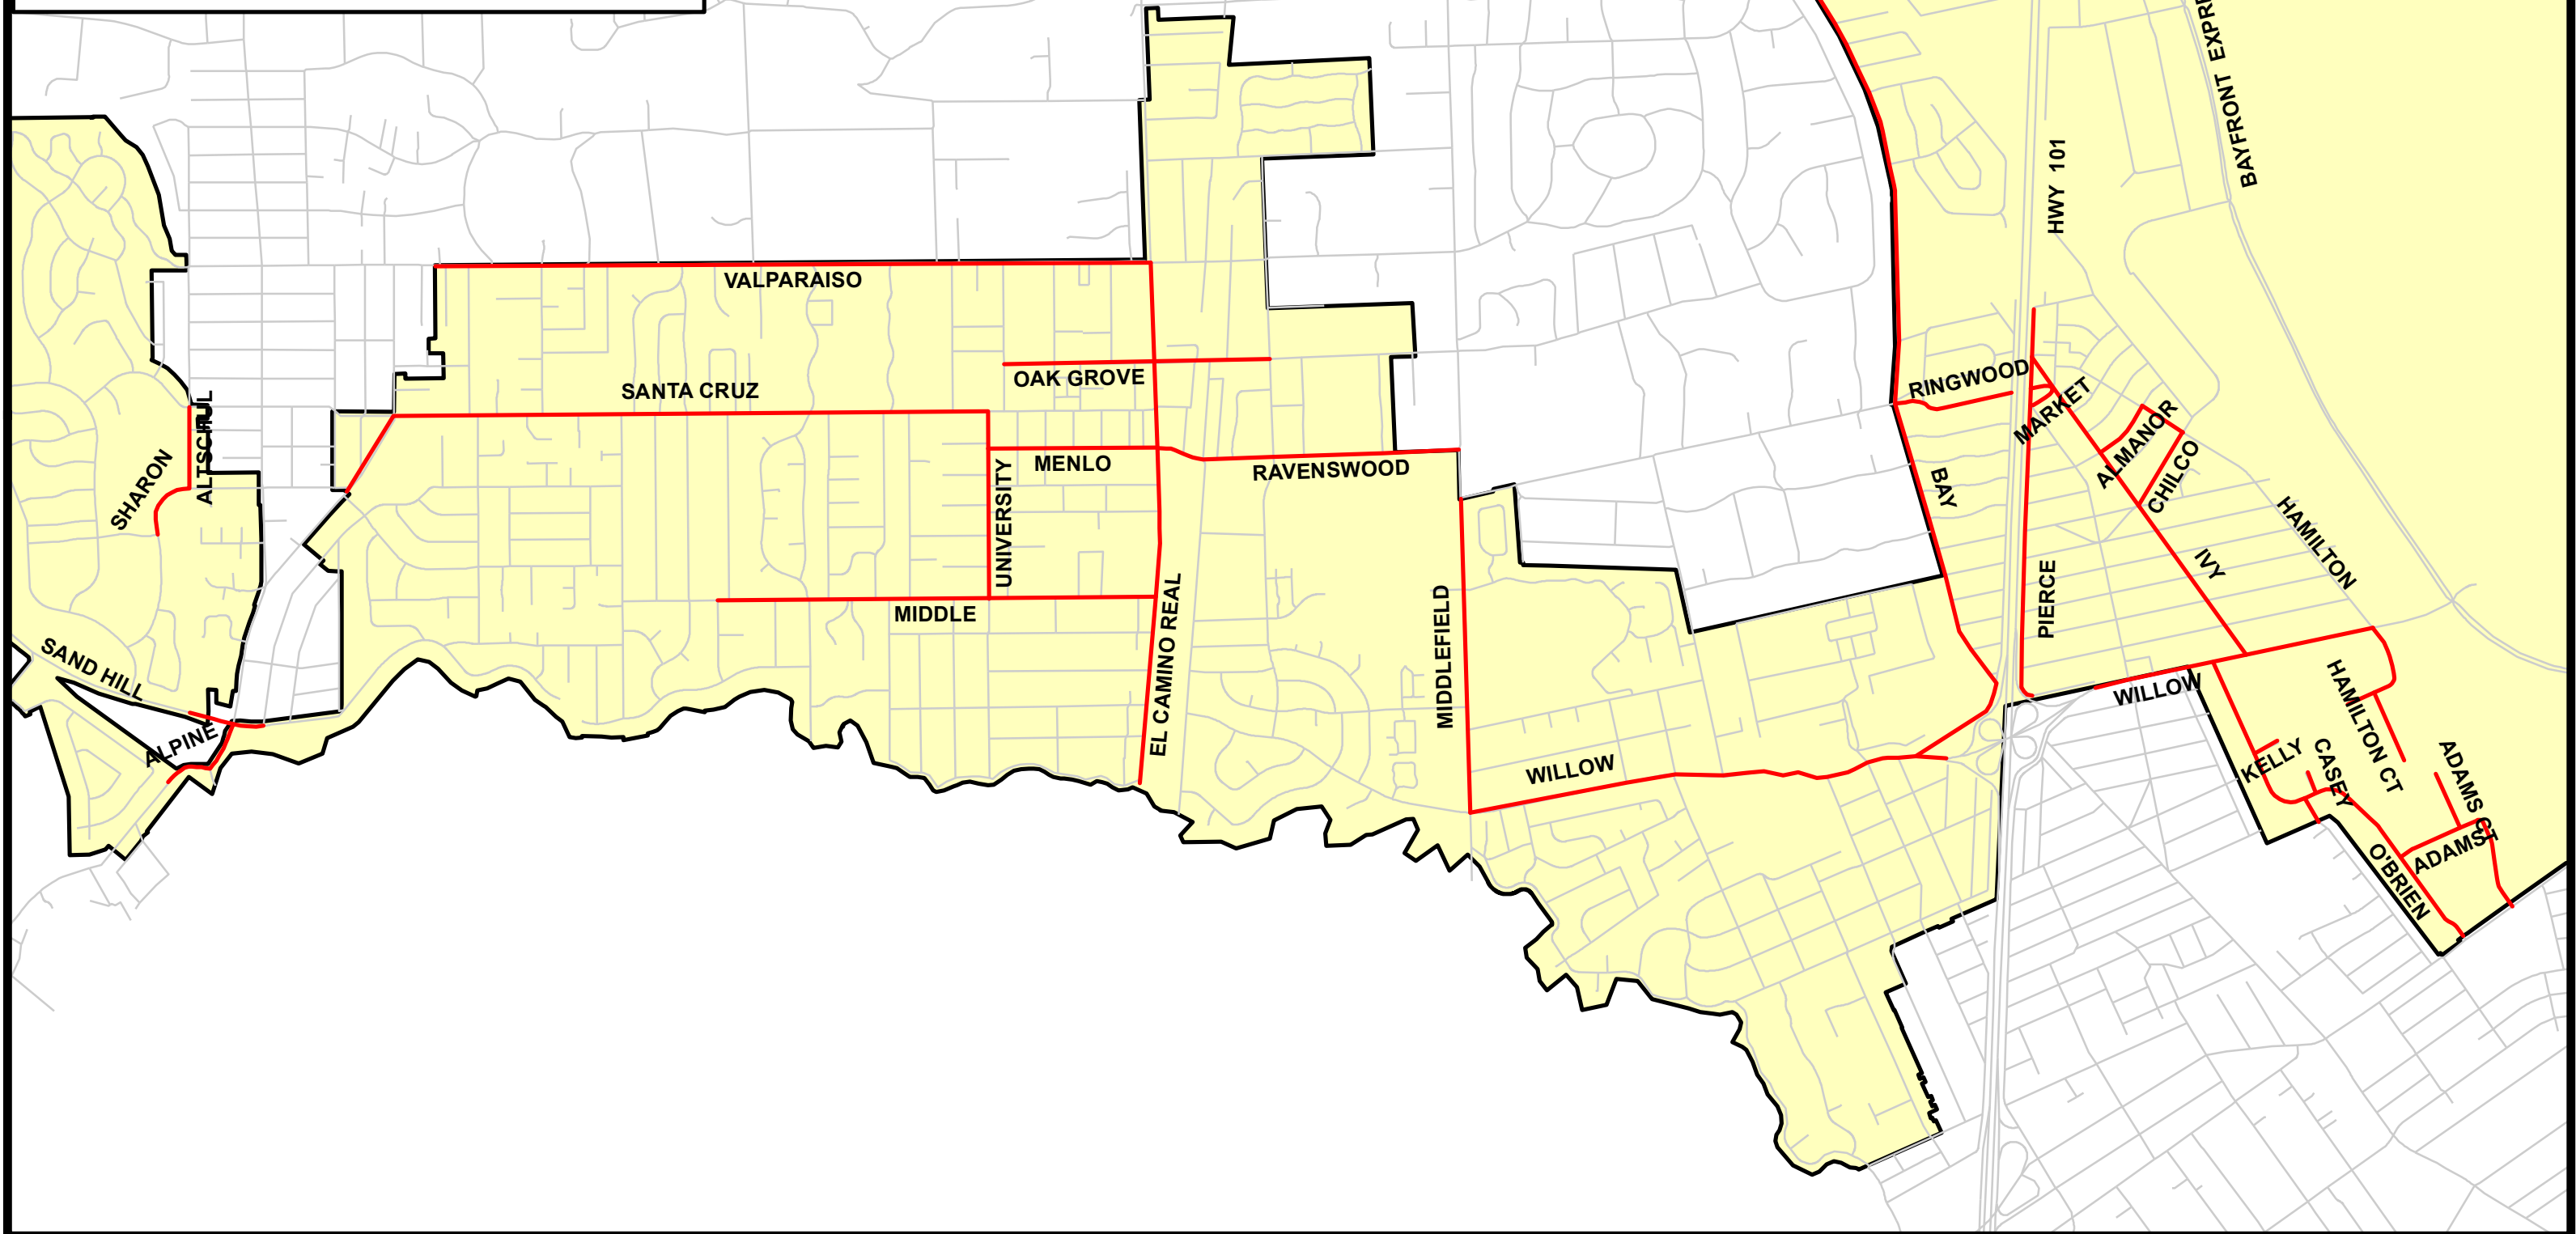 BAYFRONT EXPRE
HWY 101
VALPARAISO
OAK GROVE
SANTA CRUZ
RINGWOOD
MARKET
ALMANOR
CHILCO
ALTSCHUL
SHARON
MENLO
RAVENSWOOD
UNIVERSITY
BAY
HAMILTON
IVY
PIERCE
MIDDLE
EL CAMINO REAL
MIDDLEFIELD
SAND HILL
ALPINE
WILLOW
WILLOW
HAMILTON CT
KELLY
CASEY
ADAMS CT
ADAMS
O'BRIEN